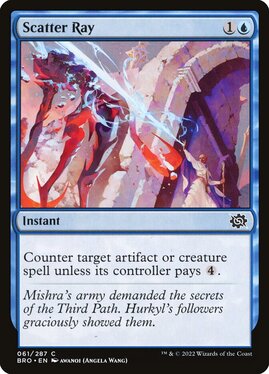 Scatter Ray 1
Instant
Counter target artifact or creature
spell unless its controller pays 4.
Mishra's army demanded the secrets
of the Third Path. Hurkyl's followers
graciously showed them.
061/287 C
BRO • EN AWANQI (ANGELA WANG)
™ & © 2022 Wizards of the Coast